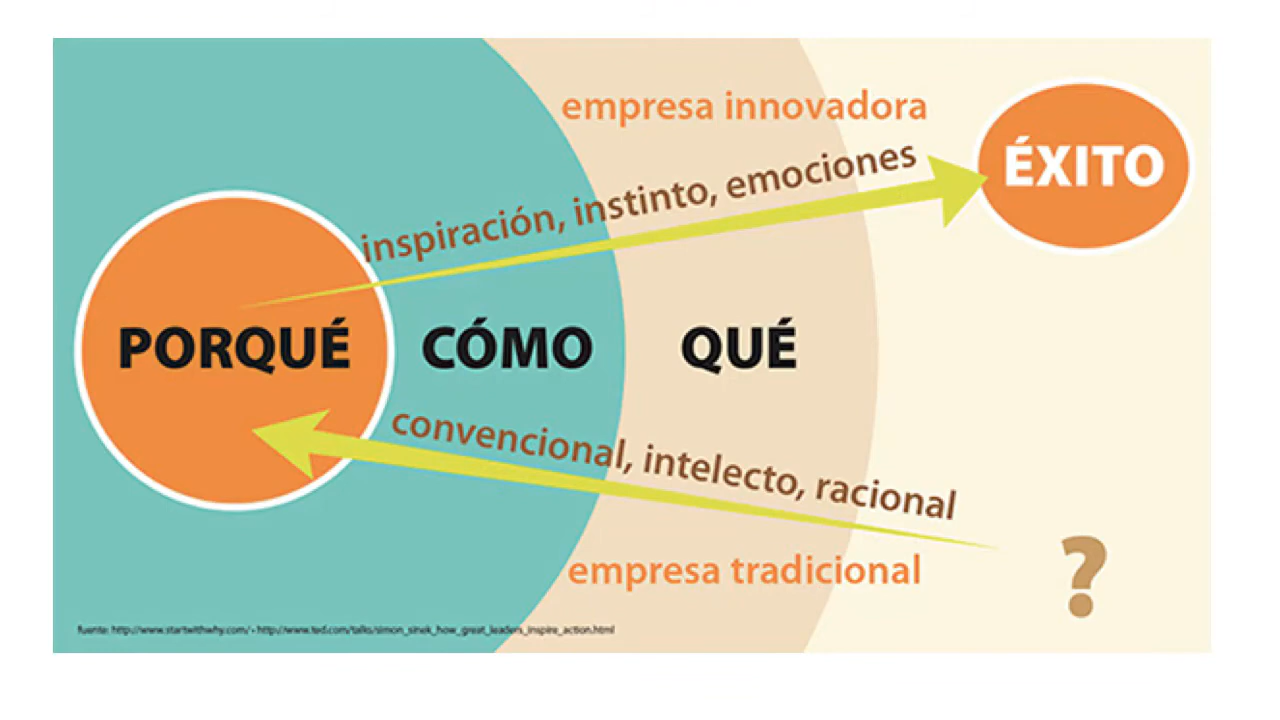 empresa innovadora
inspiración, instinto, emociones
ÉXITO
PORQUÉ CÓMO QUÉ
convencional, intelecto, racional
empresa tradicional
?
fuente: http://www.startwithwhy.com/ - http://www.ted.com/talks/simon_sinek_how_great_leaders_inspire_action.html